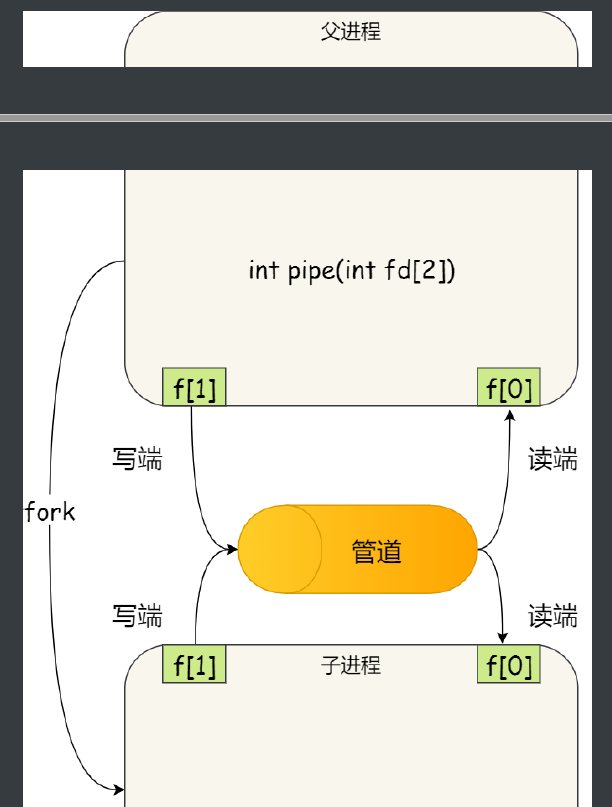 父进程
int pipe(int fd[2])
f[1]
f[0]
写端
读端
fork
管道
写端
读端
f[1]
子进程
f[0]